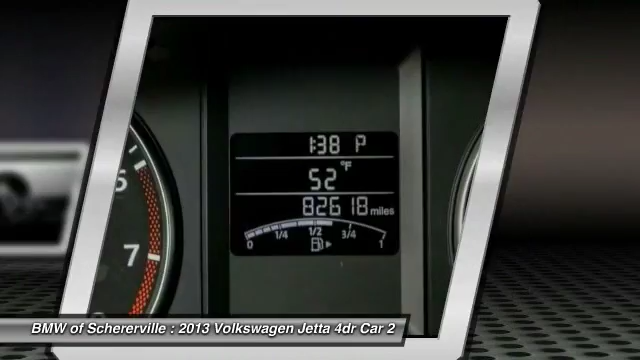 1:38 P
52°F
82618 miles
0 1/4 1/2 3/4 1
6
7
BMW of Schererville : 2013 Volkswagen Jetta 4dr Car 2